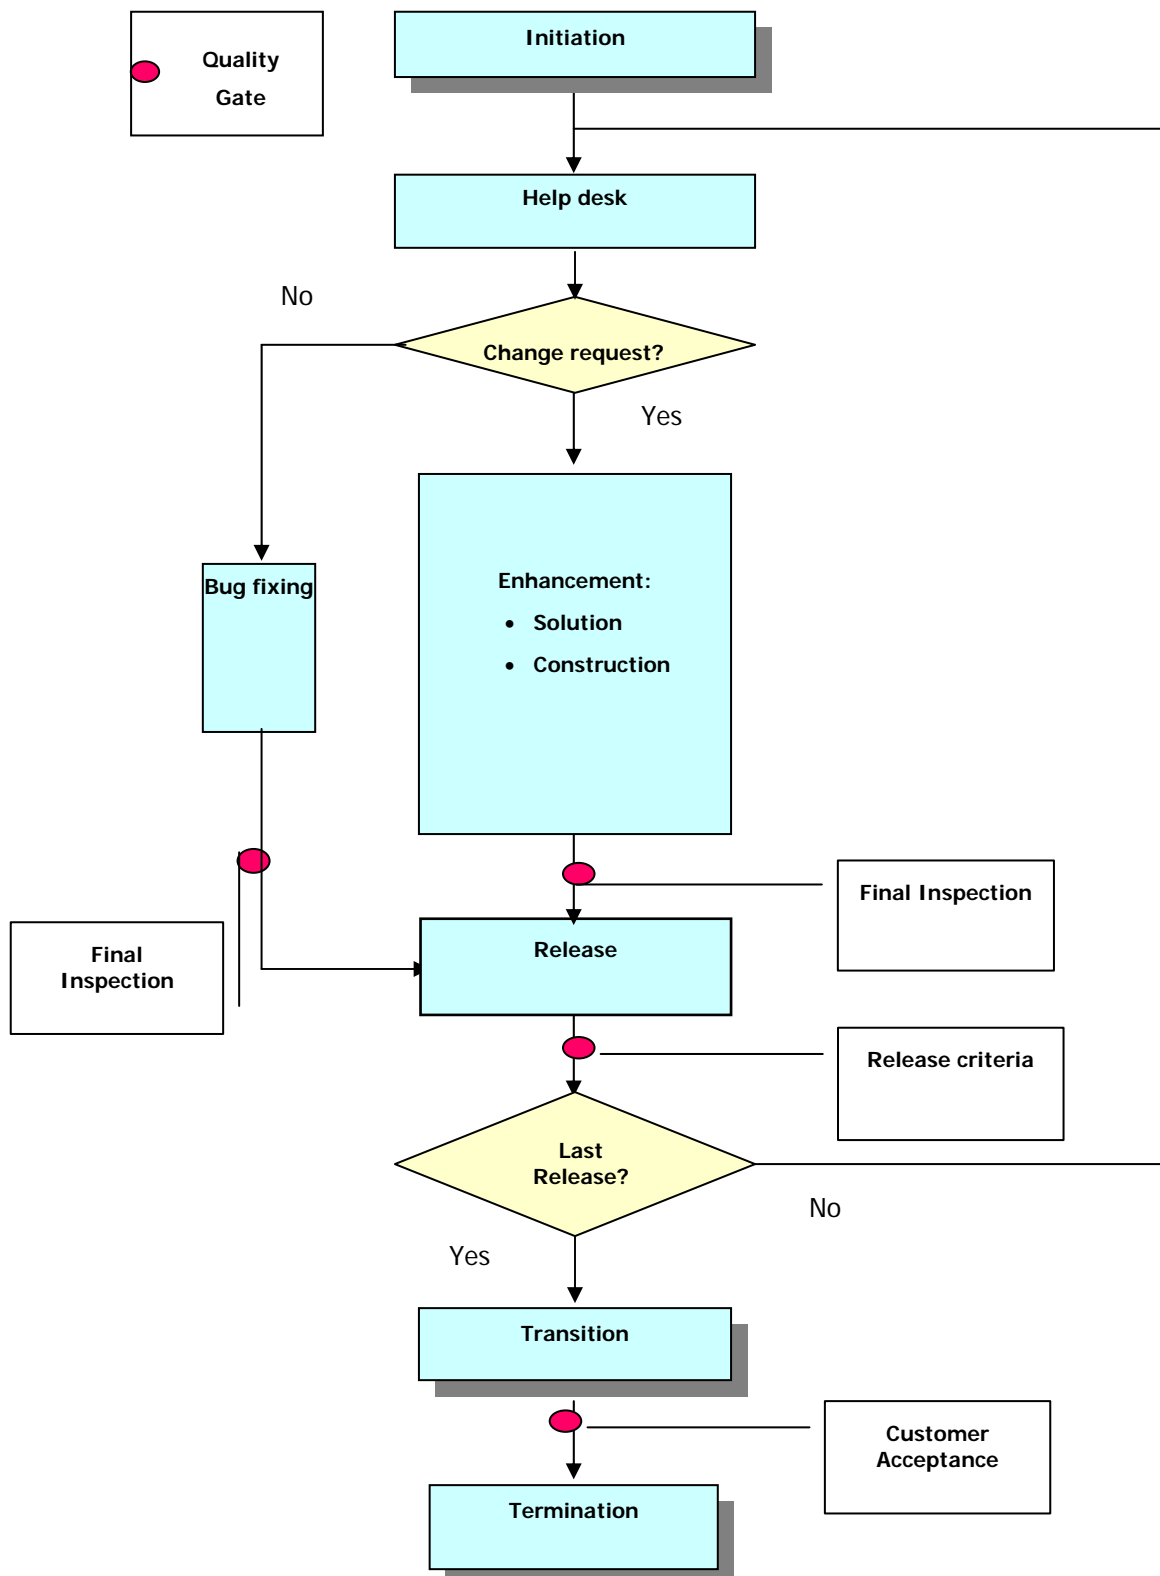 Quality
Gate
Initiation
Help desk
No
Change request?
Yes
Bug fixing
Enhancement:
• Solution
• Construction
Final Inspection
Final
Inspection
Release
Release criteria
Last
Release?
No
Yes
Transition
Customer
Acceptance
Termination